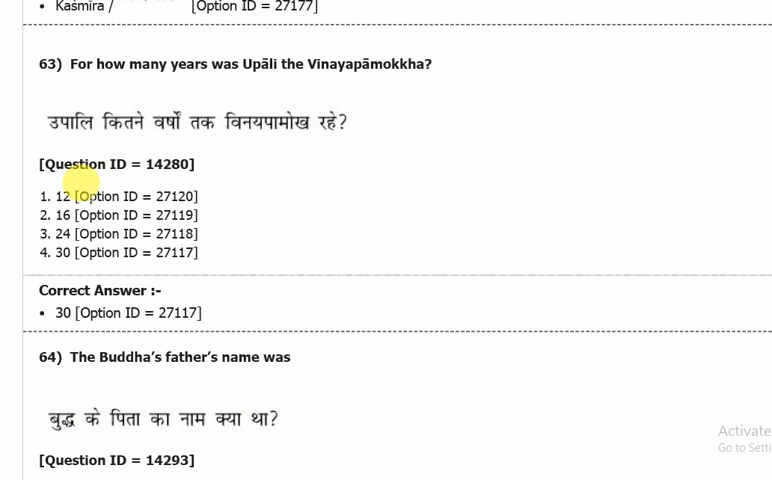 • Kaśmīra / [Option ID = 27177]
63) For how many years was Upāli the Vinayapāmokkha?
उपालि कितने वर्षों तक विनयपामोख रहे?
[Question ID = 14280]
1. 12 [Option ID = 27120]
2. 16 [Option ID = 27119]
3. 24 [Option ID = 27118]
4. 30 [Option ID = 27117]
Correct Answer :-
• 30 [Option ID = 27117]
64) The Buddha's father's name was
बुद्ध के पिता का नाम क्या था?
Activate
Go to Setti
[Question ID = 14293]